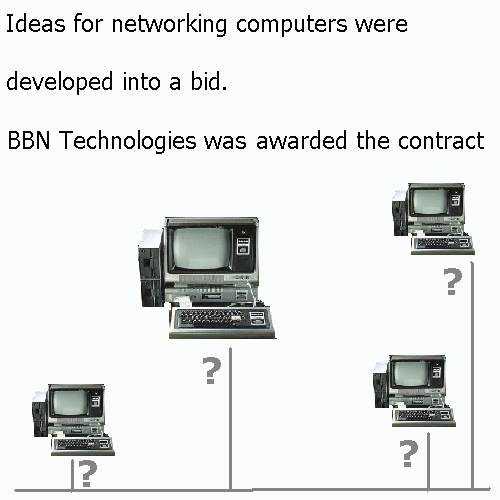 Ideas for networking computers were
developed into a bid.
BBN Technologies was awarded the contract
?
?
?
?